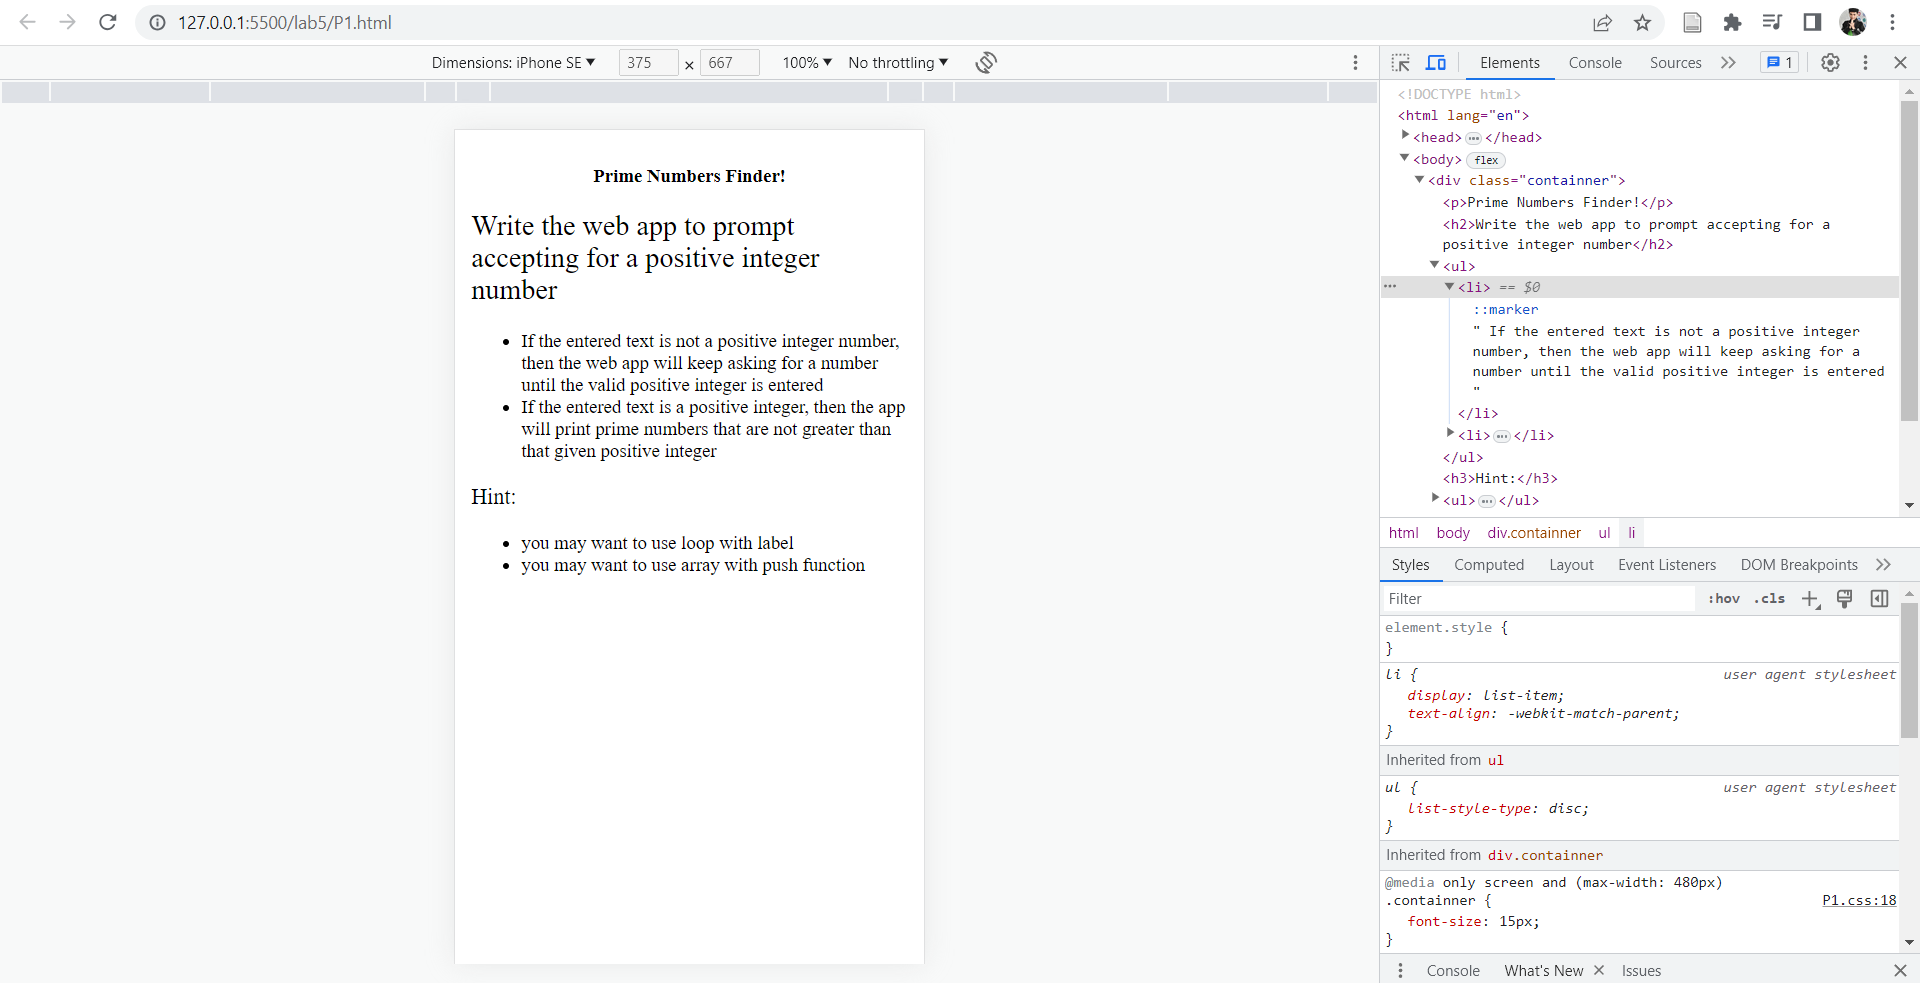 127.0.0.1:5500/lab5/P1.html
Dimensions: iPhone SE ▼ 375 × 667 100% ▼ No throttling ▼
Prime Numbers Finder!
Write the web app to prompt
accepting for a positive integer
number
• If the entered text is not a positive integer number,
then the web app will keep asking for a number
until the valid positive integer is entered
• If the entered text is a positive integer, then the app
will print prime numbers that are not greater than
that given positive integer
Hint:
• you may want to use loop with label
• you may want to use array with push function
Elements Console Sources 1
<!DOCTYPE html>
<html lang="en">
<head> ··· </head>
<body> flex
<div class="containner">
<p>Prime Numbers Finder!</p>
<h2>Write the web app to prompt accepting for a
positive integer number</h2>
<ul>
··· <li> == $0
::marker
" If the entered text is not a positive integer
number, then the web app will keep asking for a
number until the valid positive integer is entered
"
</li>
<li> ··· </li>
</ul>
<h3>Hint:</h3>
<ul> ··· </ul>
html body div.containner ul li
Styles Computed Layout Event Listeners DOM Breakpoints
Filter :hov .cls
element.style {
}
li { user agent stylesheet
display: list-item;
text-align: -webkit-match-parent;
}
Inherited from ul
ul { user agent stylesheet
list-style-type: disc;
}
Inherited from div.containner
@media only screen and (max-width: 480px)
.containner { P1.css:18
font-size: 15px;
}
Console What's New Issues